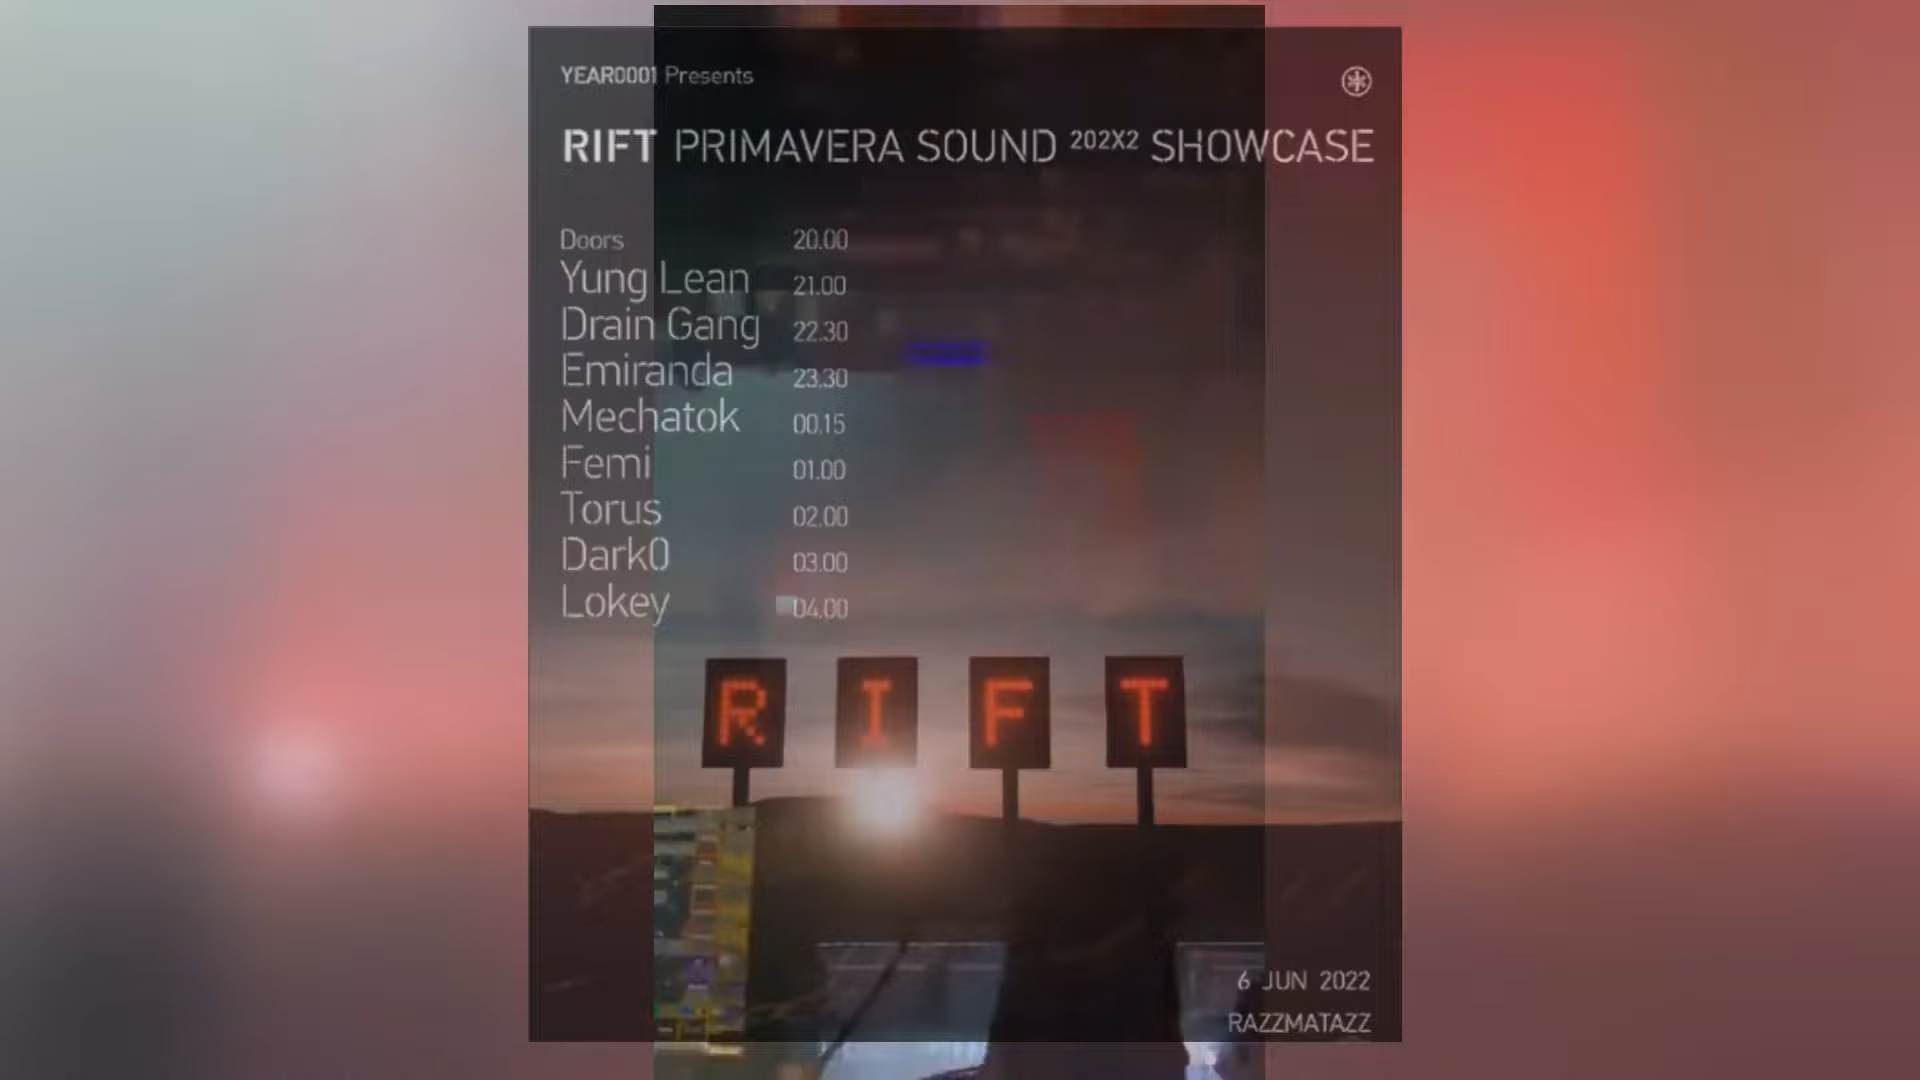 YEAR0001 Presents
RIFT PRIMAVERA SOUND 202X2 SHOWCASE
Doors 20.00
Yung Lean 21.00
Drain Gang 22.30
Emiranda 23.30
Mechatok 00.15
Femi 01.00
Torus 02.00
Dark0 03.00
Lokey 04.00
R I F T
6 JUN 2022
RAZZMATAZZ